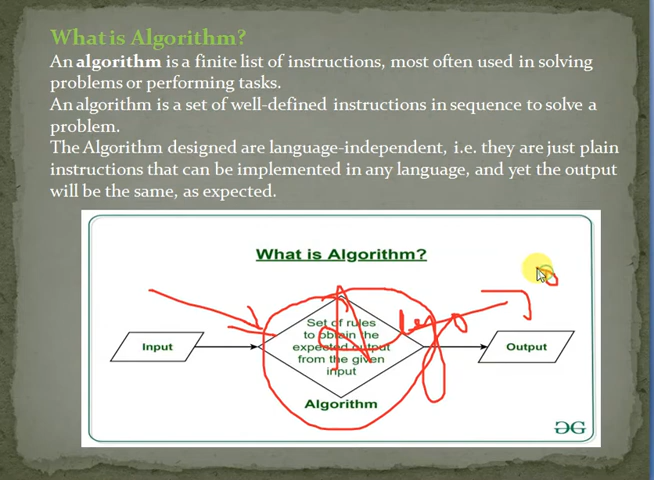 What is Algorithm?
An algorithm is a finite list of instructions, most often used in solving
problems or performing tasks.
An algorithm is a set of well-defined instructions in sequence to solve a
problem.
The Algorithm designed are language-independent, i.e. they are just plain
instructions that can be implemented in any language, and yet the output
will be the same, as expected.
What is Algorithm?
Input
Set of rules
to obtain the
expected output
from the given
input
Output
Algorithm